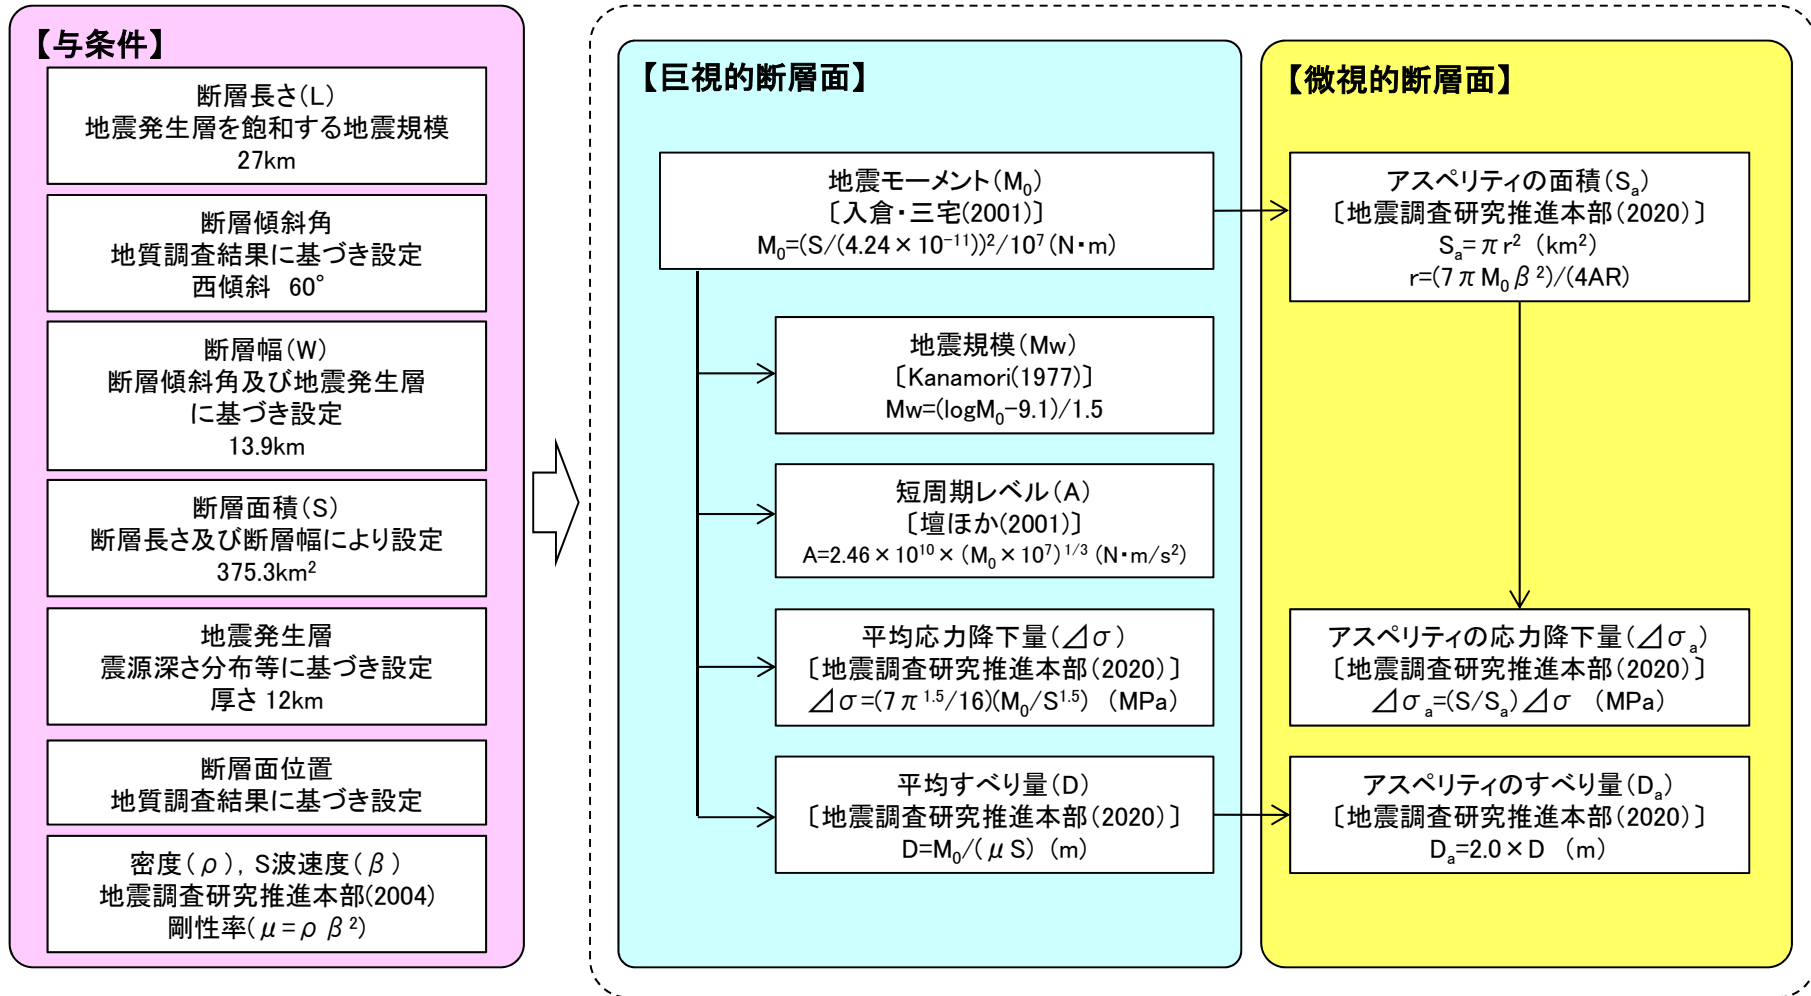 【与条件】
断層長さ(L)
地震発生層を飽和する地震規模
27km
断層傾斜角
地質調査結果に基づき設定
西傾斜 60°
断層幅(W)
断層傾斜角及び地震発生層
に基づき設定
13.9km
断層面積(S)
断層長さ及び断層幅により設定
375.3km²
地震発生層
震源深さ分布等に基づき設定
厚さ12km
断層面位置
地質調査結果に基づき設定
密度(ρ), S波速度(β)
地震調査研究推進本部(2004)
剛性率(μ=ρβ²)
【巨視的断層面】
地震モーメント(M₀)
〔入倉・三宅(2001)〕
M₀=(S/(4.24×10⁻¹¹))²/10⁷(N・m)
地震規模(Mw)
〔Kanamori(1977)〕
Mw=(logM₀-9.1)/1.5
短周期レベル(A)
〔壇ほか(2001)〕
A=2.46×10¹⁰×(M₀×10⁷)¹/³(N・m/s²)
平均応力降下量(⊿σ)
〔地震調査研究推進本部(2020)〕
⊿σ=(7π¹·⁵/16)(M₀/S¹·⁵) (MPa)
平均すべり量(D)
〔地震調査研究推進本部(2020)〕
D=M₀/(μS) (m)
【微視的断層面】
アスペリティの面積(Sₐ)
〔地震調査研究推進本部(2020)〕
Sₐ=πr² (km²)
r=(7πM₀β²)/(4AR)
アスペリティの応力降下量(⊿σₐ)
〔地震調査研究推進本部(2020)〕
⊿σₐ=(S/Sₐ)⊿σ (MPa)
アスペリティのすべり量(Dₐ)
〔地震調査研究推進本部(2020)〕
Dₐ=2.0×D (m)